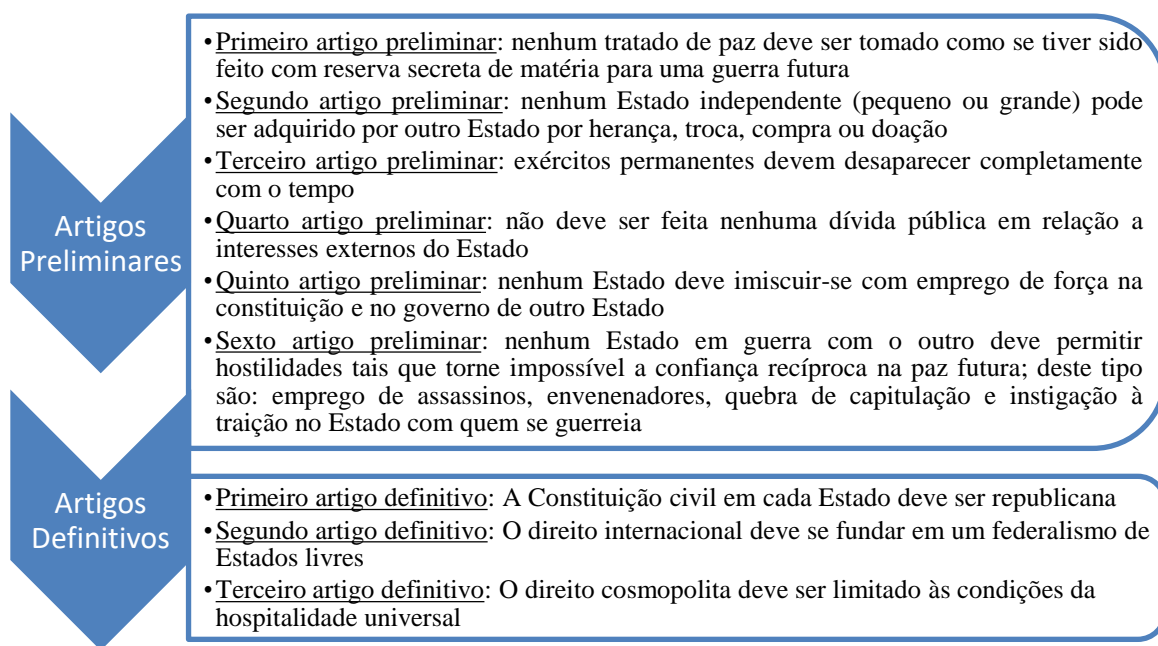 Artigos
Preliminares
•Primeiro artigo preliminar: nenhum tratado de paz deve ser tomado como se tiver sido
feito com reserva secreta de matéria para uma guerra futura
•Segundo artigo preliminar: nenhum Estado independente (pequeno ou grande) pode
ser adquirido por outro Estado por herança, troca, compra ou doação
•Terceiro artigo preliminar: exércitos permanentes devem desaparecer completamente
com o tempo
•Quarto artigo preliminar: não deve ser feita nenhuma dívida pública em relação a
interesses externos do Estado
•Quinto artigo preliminar: nenhum Estado deve imiscuir-se com emprego de força na
constituição e no governo de outro Estado
•Sexto artigo preliminar: nenhum Estado em guerra com o outro deve permitir
hostilidades tais que torne impossível a confiança recíproca na paz futura; deste tipo
são: emprego de assassinos, envenenadores, quebra de capitulação e instigação à
traição no Estado com quem se guerreia
Artigos
Definitivos
•Primeiro artigo definitivo: A Constituição civil em cada Estado deve ser republicana
•Segundo artigo definitivo: O direito internacional deve se fundar em um federalismo de
Estados livres
•Terceiro artigo definitivo: O direito cosmopolita deve ser limitado às condições da
hospitalidade universal